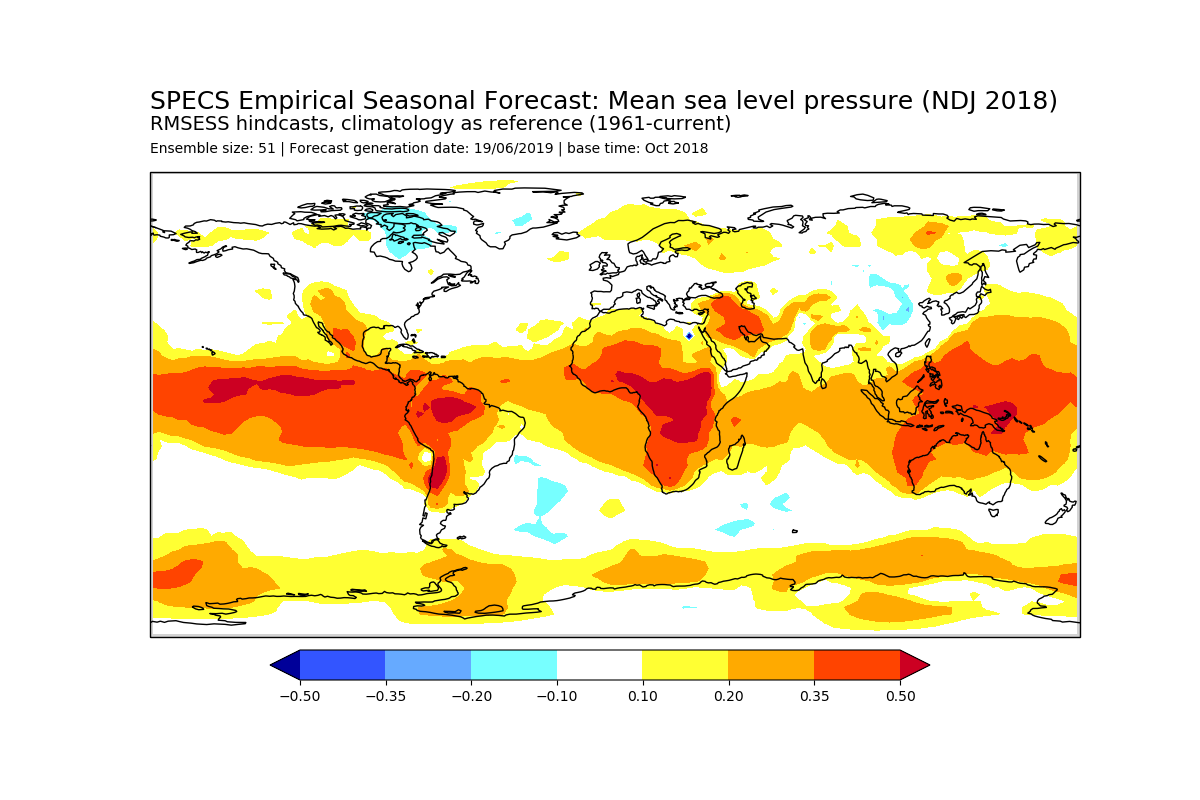 SPECS Empirical Seasonal Forecast: Mean sea level pressure (NDJ 2018)
RMSESS hindcasts, climatology as reference (1961-current)
Ensemble size: 51 | Forecast generation date: 19/06/2019 | base time: Oct 2018
−0.50 −0.35 −0.20 −0.10 0.10 0.20 0.35 0.50